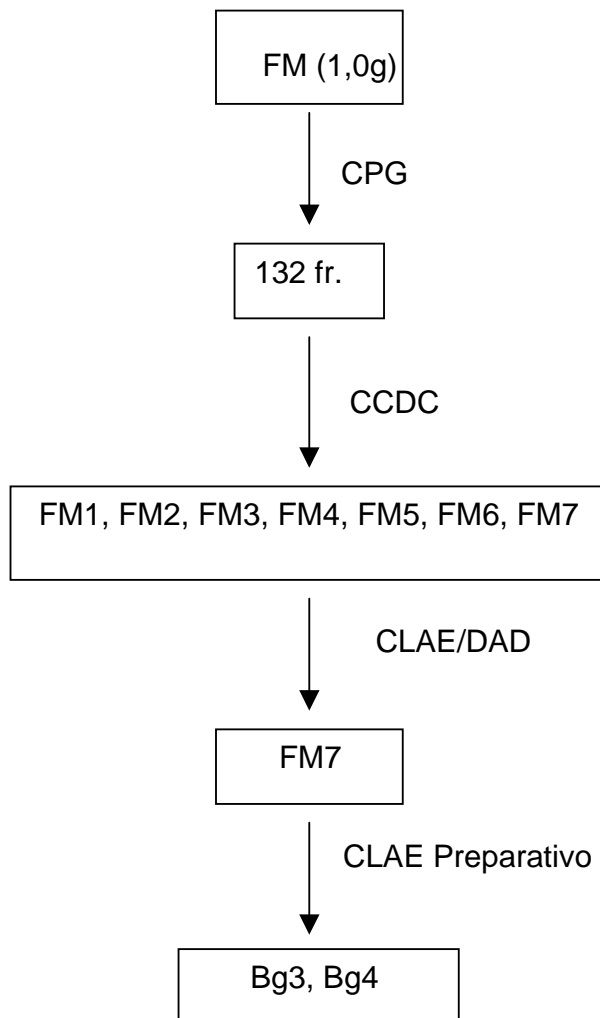 FM (1,0g)
CPG
132 fr.
CCDC
FM1, FM2, FM3, FM4, FM5, FM6, FM7
CLAE/DAD
FM7
CLAE Preparativo
Bg3, Bg4